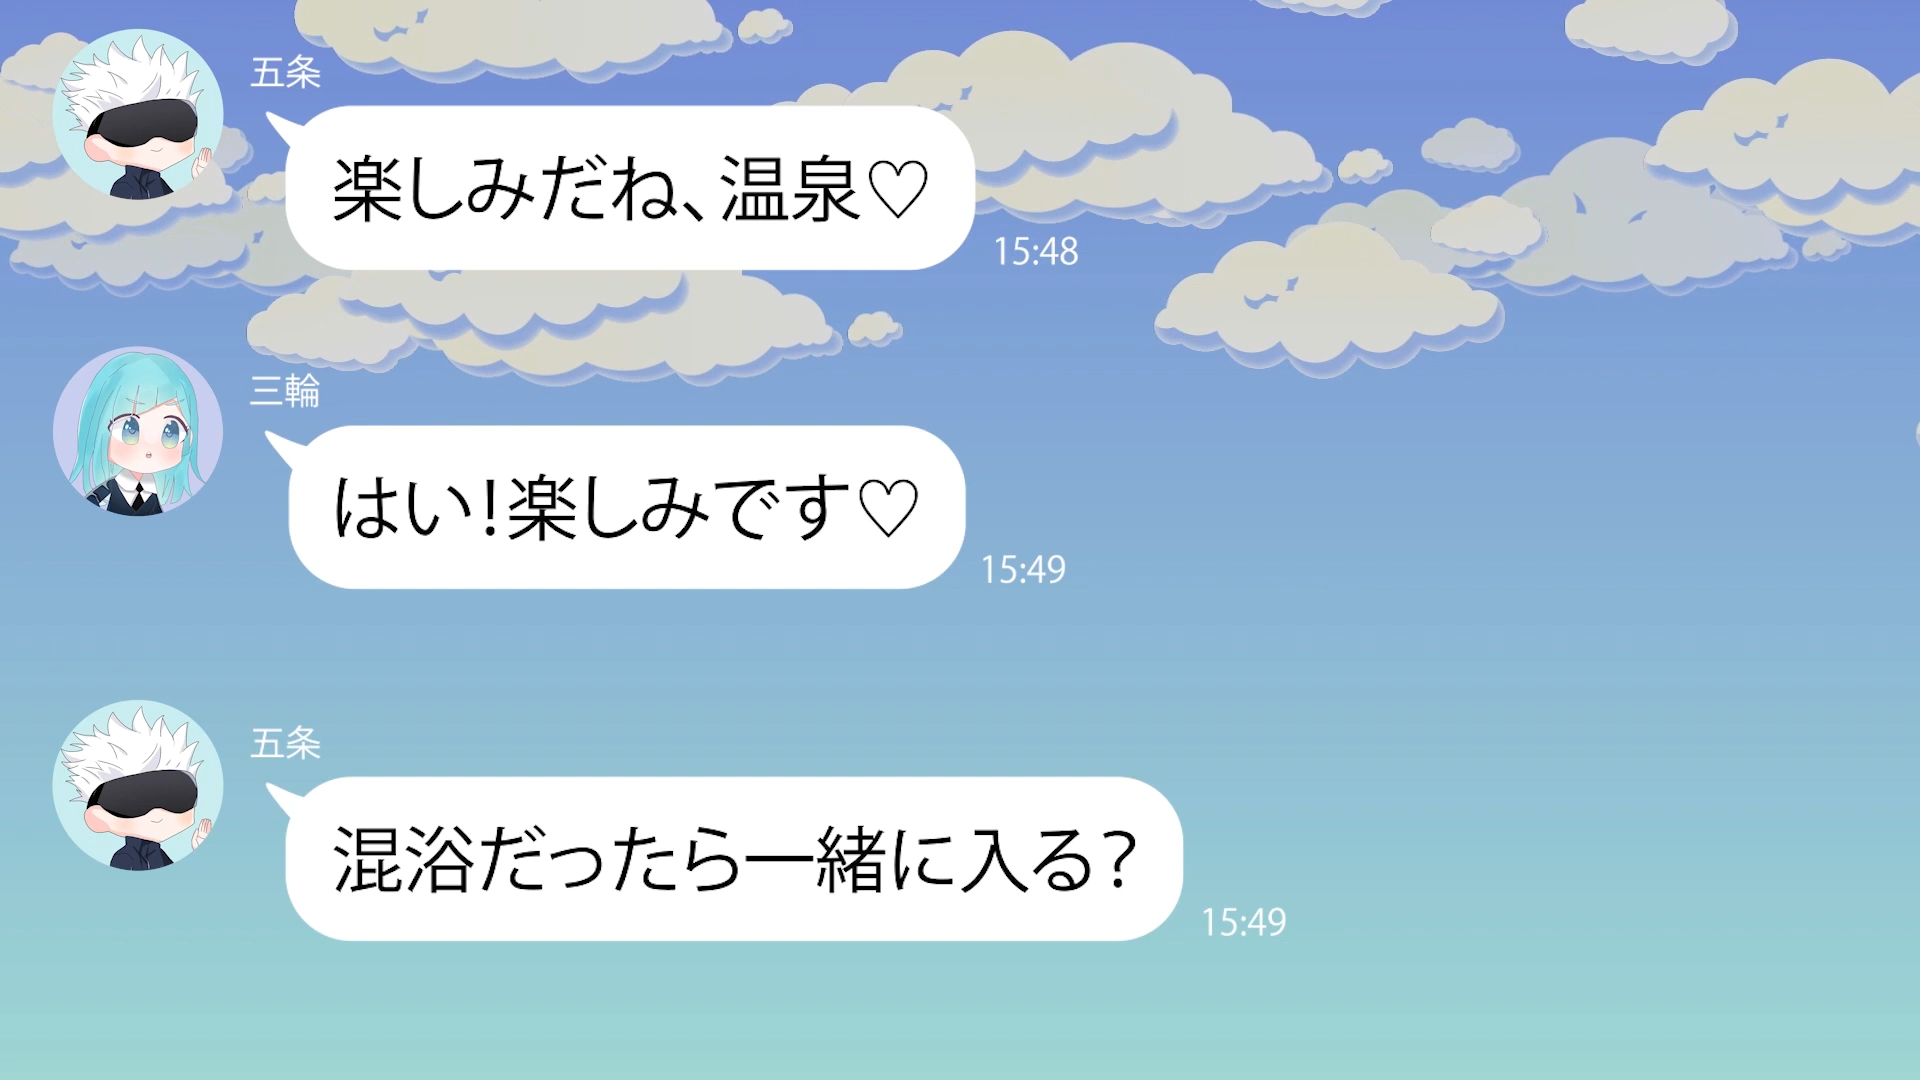 五条
楽しみだね、温泉♡
15:48
三輪
はい!楽しみです♡
15:49
五条
混浴だったら一緒に入る?
15:49